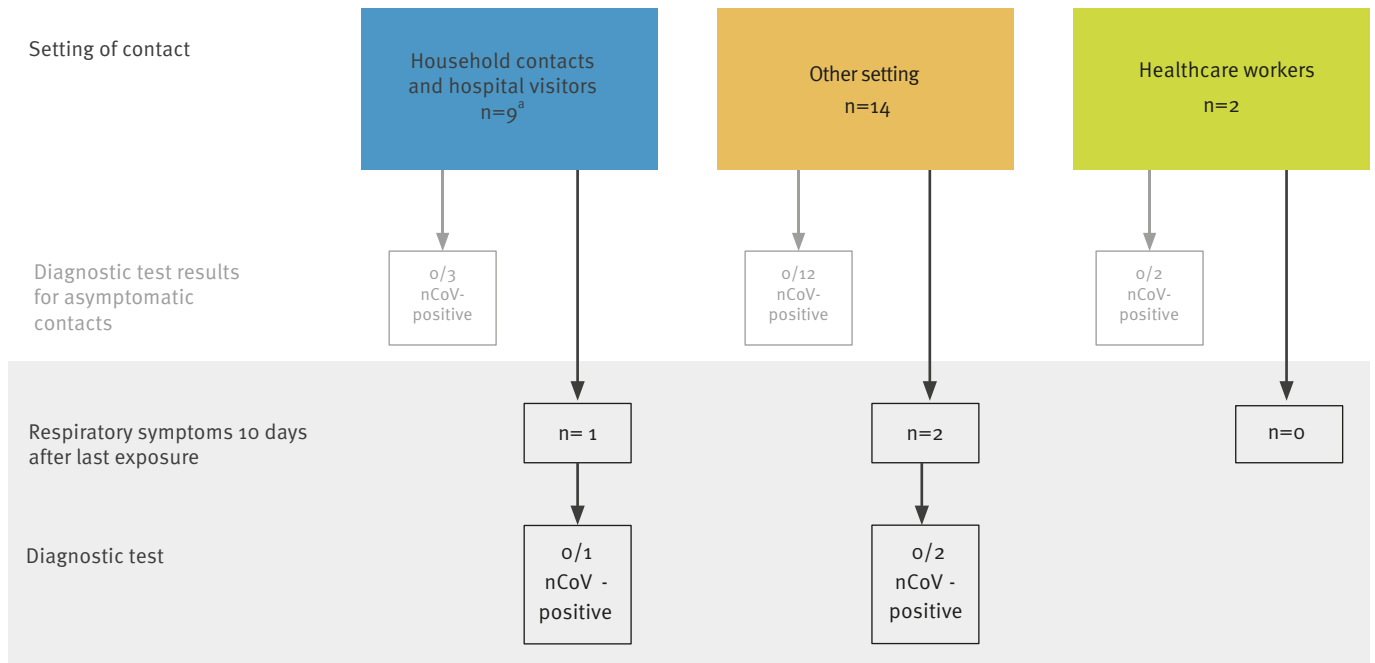 Setting of contact
Household contacts
and hospital visitors
n=9ª
Other setting
n=14
Healthcare workers
n=2
Diagnostic test results
for asymptomatic
contacts
0/3
nCoV-
positive
0/12
nCoV-
positive
0/2
nCoV-
positive
Respiratory symptoms 10 days
after last exposure
n= 1
n=2
n=0
Diagnostic test
0/1
nCoV -
positive
0/2
nCoV -
positive